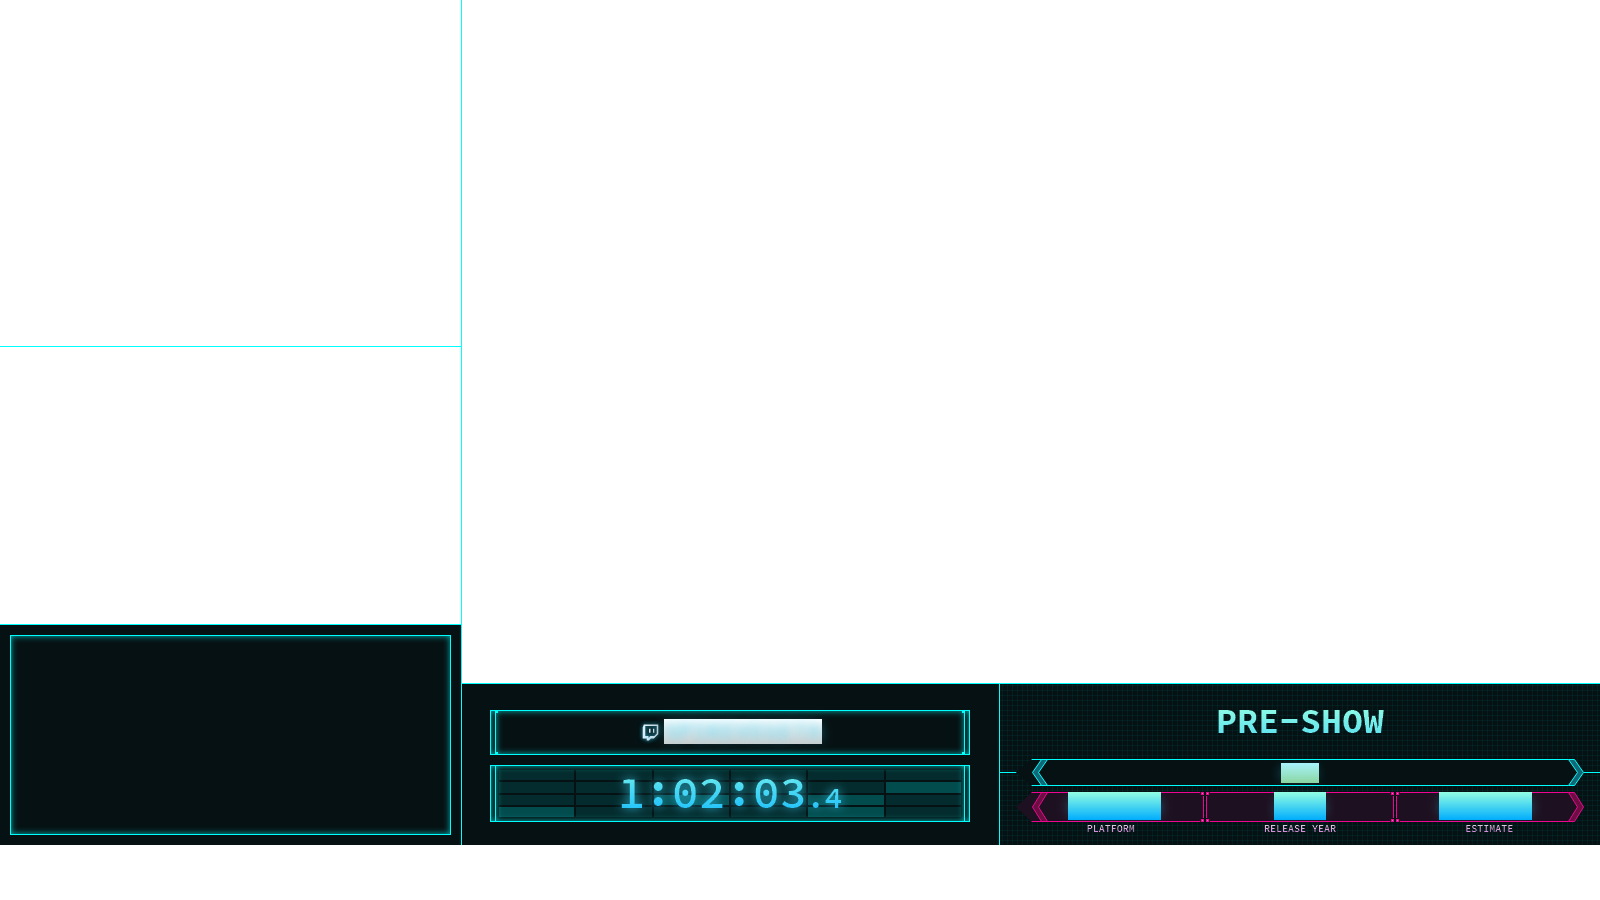 PRE-SHOW
1:02:03.4
PLATFORM
RELEASE YEAR
ESTIMATE